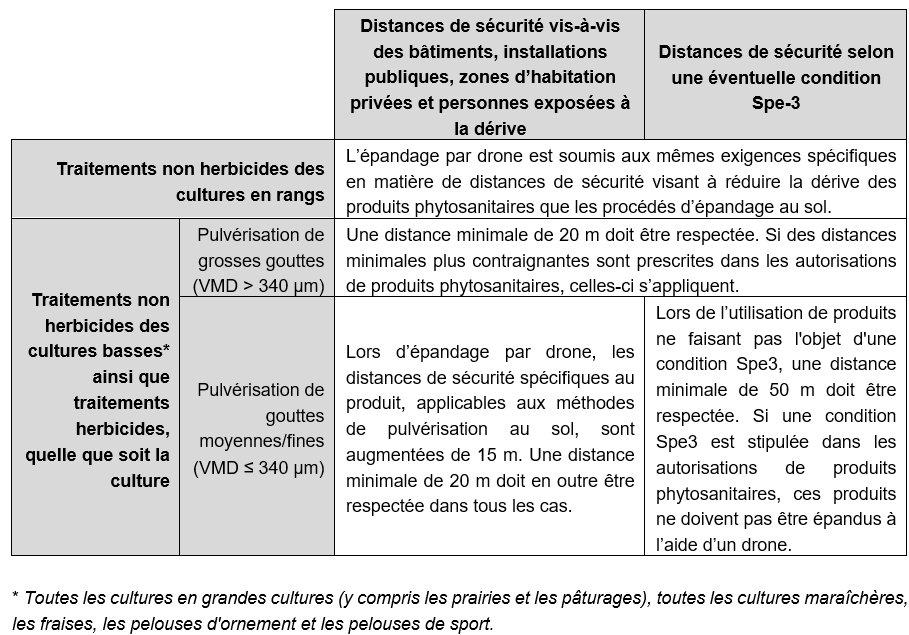 Distances de sécurité vis-à-vis
des bâtiments, installations
publiques, zones d’habitation
privées et personnes exposées à
la dérive
Distances de sécurité selon
une éventuelle condition
Spe-3
Traitements non herbicides des
cultures en rangs
L’épandage par drone est soumis aux mêmes exigences spécifiques
en matière de distances de sécurité visant à réduire la dérive des
produits phytosanitaires que les procédés d’épandage au sol.
Traitements non
herbicides des
cultures basses*
ainsi que
traitements
herbicides,
quelle que soit la
culture
Pulvérisation de
grosses gouttes
(VMD > 340 µm)
Une distance minimale de 20 m doit être respectée. Si des distances
minimales plus contraignantes sont prescrites dans les autorisations
de produits phytosanitaires, celles-ci s’appliquent.
Pulvérisation de
gouttes
moyennes/fines
(VMD ≤ 340 µm)
Lors d’épandage par drone, les
distances de sécurité spécifiques au
produit, applicables aux méthodes
de pulvérisation au sol, sont
augmentées de 15 m. Une distance
minimale de 20 m doit en outre être
respectée dans tous les cas.
Lors de l’utilisation de produits
ne faisant pas l'objet d'une
condition Spe3, une distance
minimale de 50 m doit être
respectée. Si une condition
Spe3 est stipulée dans les
autorisations de produits
phytosanitaires, ces produits
ne doivent pas être épandus à
l’aide d’un drone.
* Toutes les cultures en grandes cultures (y compris les prairies et les pâturages), toutes les cultures maraîchères,
les fraises, les pelouses d'ornement et les pelouses de sport.